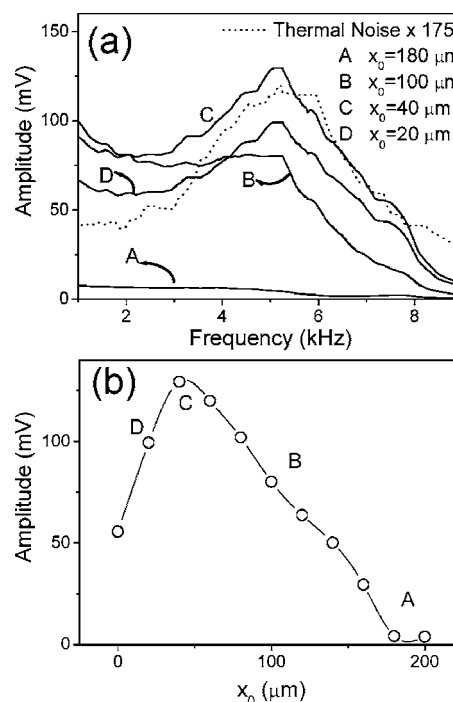 (a)
Thermal Noise x 175
A x₀=180 μm
B x₀=100 μm
C x₀=40 μm
D x₀=20 μm
150
100
50
0
Amplitude (mV)
C
D
B
A
2 4 6 8
Frequency (kHz)
(b)
100
50
0
Amplitude (mV)
D
C
B
A
0 100 200
x₀ (μm)